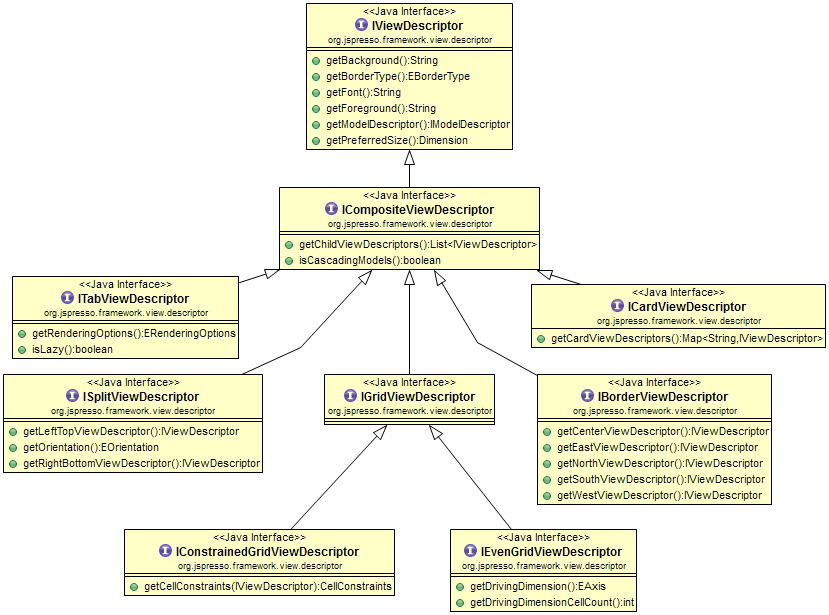 <<Java Interface>>
IViewDescriptor
org.jspresso.framework.view.descriptor
getBackground():String
getBorderType():EBorderType
getFont():String
getForeground():String
getModelDescriptor():IModelDescriptor
getPreferredSize():Dimension
<<Java Interface>>
ICompositeViewDescriptor
org.jspresso.framework.view.descriptor
getChildViewDescriptors():List<IViewDescriptor>
isCascadingModels():boolean
<<Java Interface>>
ITabViewDescriptor
org.jspresso.framework.view.descriptor
getRenderingOptions():ERenderingOptions
isLazy():boolean
<<Java Interface>>
ICardViewDescriptor
org.jspresso.framework.view.descriptor
getCardViewDescriptors():Map<String,IViewDescriptor>
<<Java Interface>>
ISplitViewDescriptor
org.jspresso.framework.view.descriptor
getLeftTopViewDescriptor():IViewDescriptor
getOrientation():EOrientation
getRightBottomViewDescriptor():IViewDescriptor
<<Java Interface>>
IGridViewDescriptor
org.jspresso.framework.view.descriptor
<<Java Interface>>
IBorderViewDescriptor
org.jspresso.framework.view.descriptor
getCenterViewDescriptor():IViewDescriptor
getEastViewDescriptor():IViewDescriptor
getNorthViewDescriptor():IViewDescriptor
getSouthViewDescriptor():IViewDescriptor
getWestViewDescriptor():IViewDescriptor
<<Java Interface>>
IConstrainedGridViewDescriptor
org.jspresso.framework.view.descriptor
getCellConstraints(IViewDescriptor):CellConstraints
<<Java Interface>>
IEvenGridViewDescriptor
org.jspresso.framework.view.descriptor
getDrivingDimension():EAxis
getDrivingDimensionCellCount():int